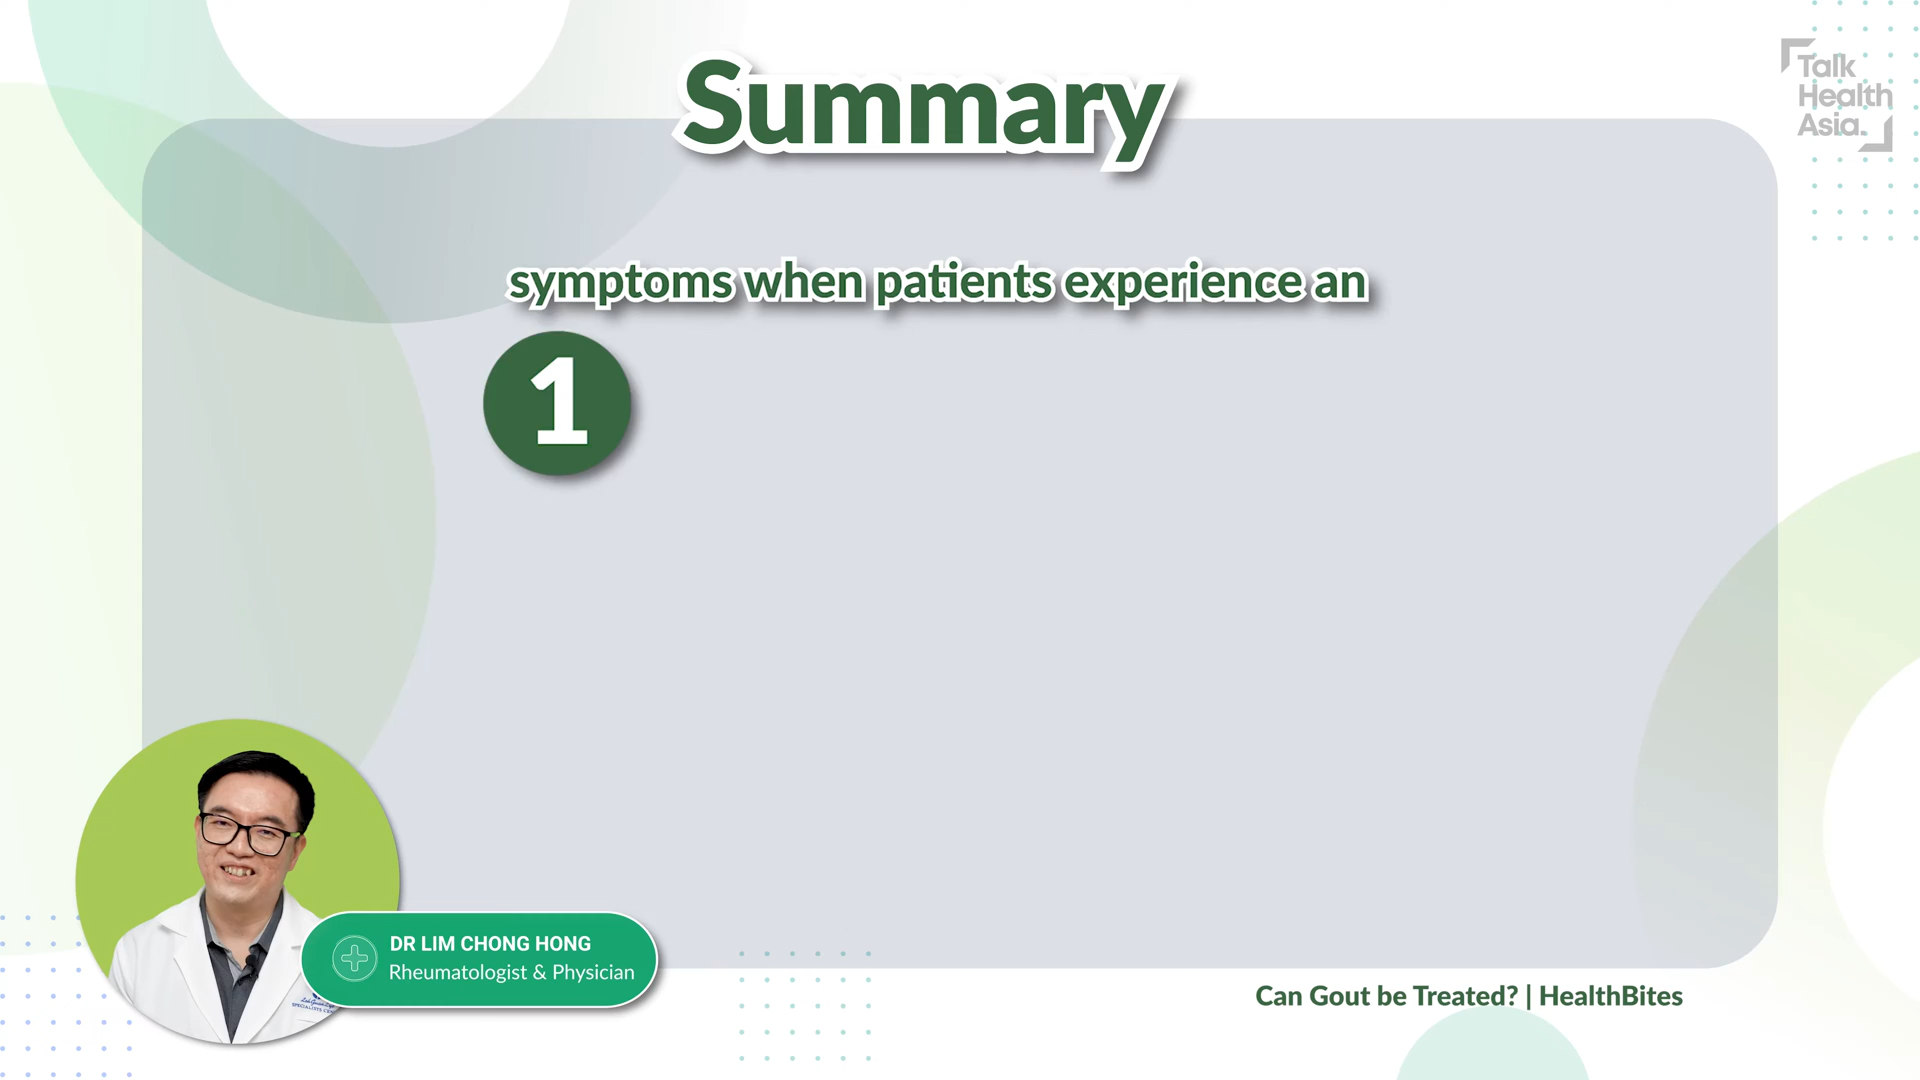 Summary
Talk
Health
Asia.
symptoms when patients experience an
1
DR LIM CHONG HONG
Rheumatologist & Physician
Can Gout be Treated? | HealthBites